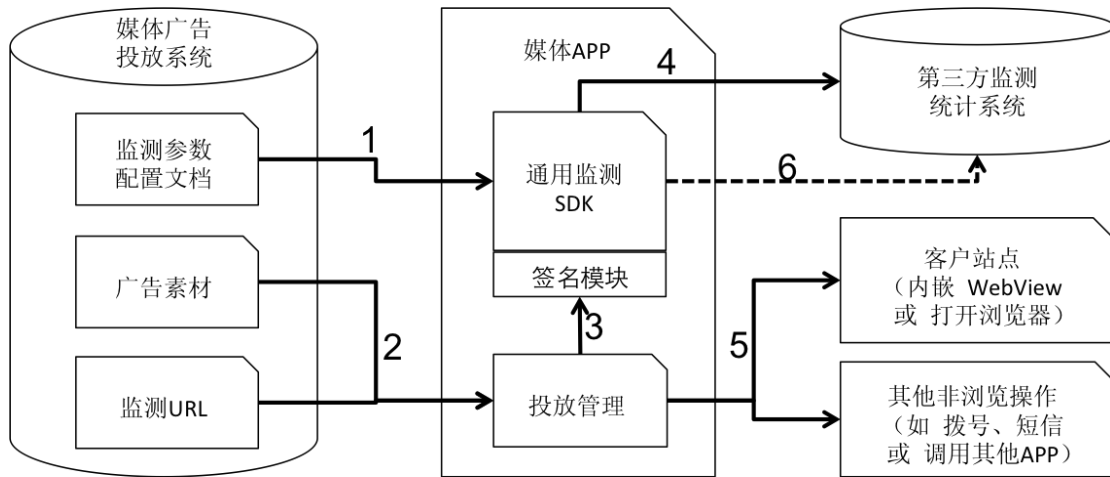 媒体广告
投放系统
监测参数
配置文档
广告素材
监测URL
1
2
媒体APP
通用监测
SDK
签名模块
3
投放管理
4
6
5
第三方监测
统计系统
客户站点
（内嵌 WebView
或 打开浏览器）
其他非浏览操作
（如 拨号、短信
或 调用其他APP）